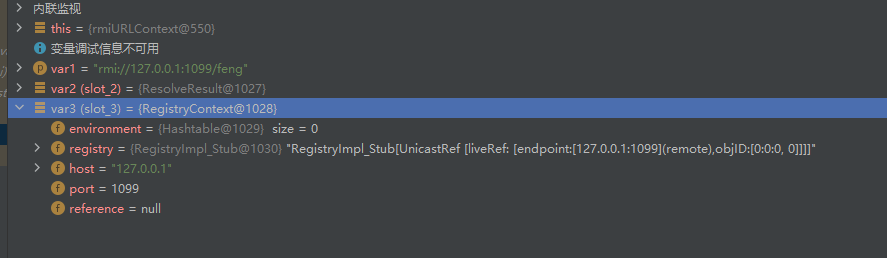 内联监视
this = {rmiURLContext@550}
变量调试信息不可用
var1 = "rmi://127.0.0.1:1099/feng"
var2 (slot_2) = {ResolveResult@1027}
var3 (slot_3) = {RegistryContext@1028}
environment = {Hashtable@1029} size = 0
registry = {RegistryImpl_Stub@1030} "RegistryImpl_Stub[UnicastRef [liveRef: [endpoint:[127.0.0.1:1099](remote),objID:[0:0:0, 0]]]]"
host = "127.0.0.1"
port = 1099
reference = null